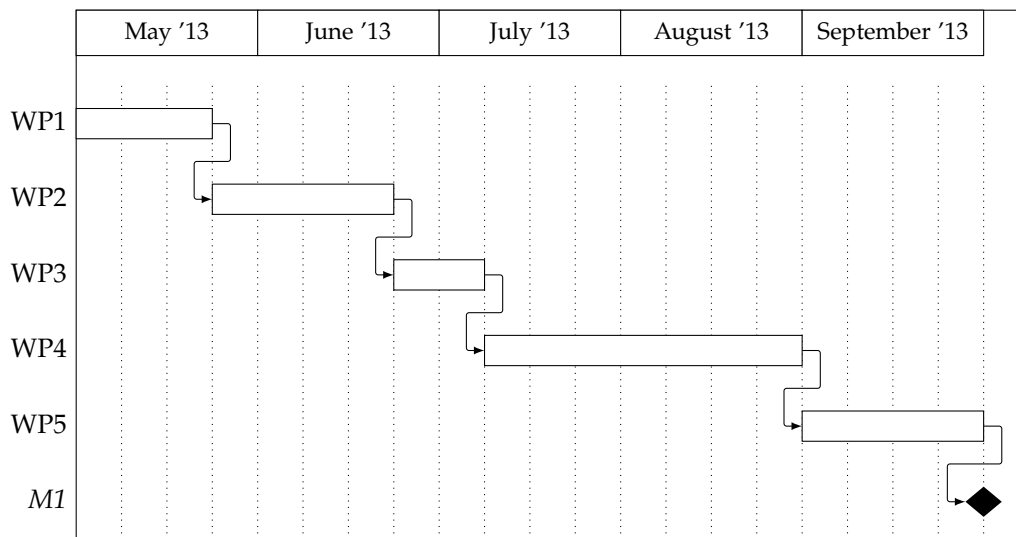 May ’13 June ’13 July ’13 August ’13 September ’13
WP1
WP2
WP3
WP4
WP5
M1